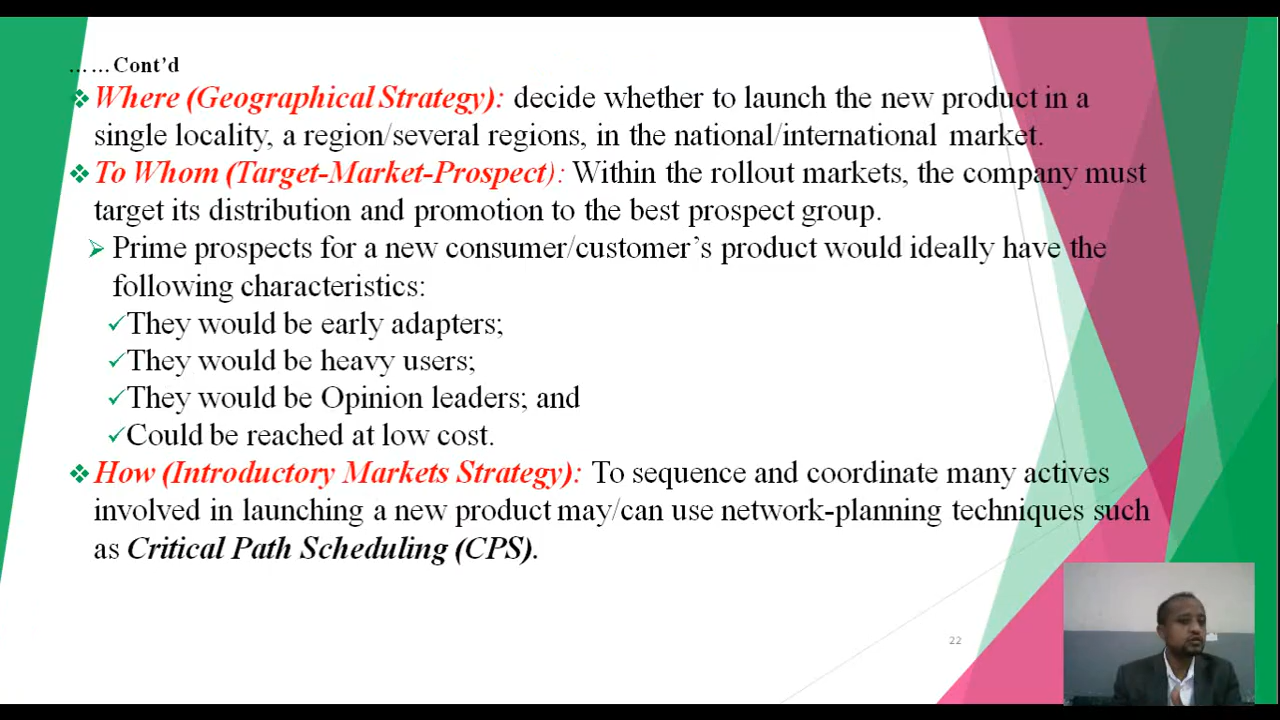 ……Cont’d
❖ Where (Geographical Strategy): decide whether to launch the new product in a
single locality, a region/several regions, in the national/international market.
❖ To Whom (Target-Market-Prospect): Within the rollout markets, the company must
target its distribution and promotion to the best prospect group.
➢ Prime prospects for a new consumer/customer’s product would ideally have the
following characteristics:
✓They would be early adapters;
✓They would be heavy users;
✓They would be Opinion leaders; and
✓Could be reached at low cost.
❖ How (Introductory Markets Strategy): To sequence and coordinate many actives
involved in launching a new product may/can use network-planning techniques such
as Critical Path Scheduling (CPS).
22